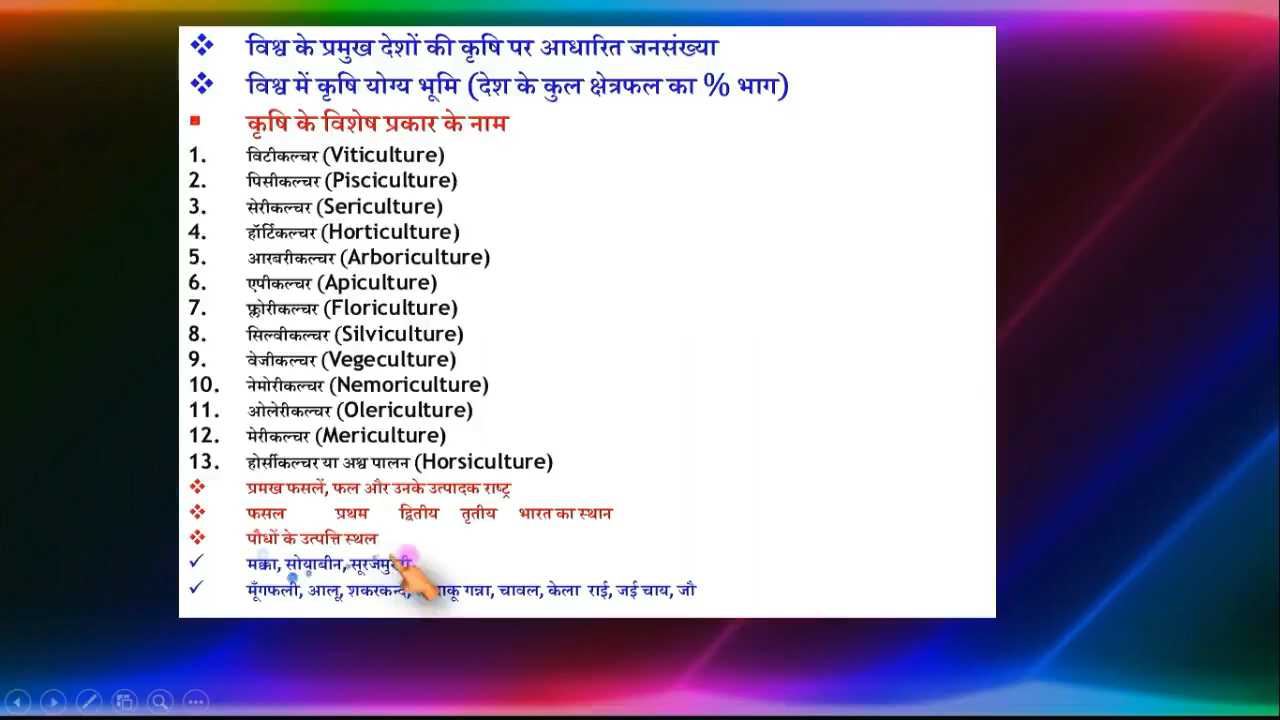 ❖ विश्व के प्रमुख देशों की कृषि पर आधारित जनसंख्या
❖ विश्व में कृषि योग्य भूमि (देश के कुल क्षेत्रफल का % भाग)
▪ कृषि के विशेष प्रकार के नाम
1. विटीकल्चर (Viticulture)
2. पिसीकल्चर (Pisciculture)
3. सेरीकल्चर (Sericulture)
4. हॉर्टिकल्चर (Horticulture)
5. आरबरीकल्चर (Arboriculture)
6. एपीकल्चर (Apiculture)
7. फ़्लोरीकल्चर (Floriculture)
8. सिल्वीकल्चर (Silviculture)
9. वेजीकल्चर (Vegeculture)
10. नेमोरीकल्चर (Nemoriculture)
11. ओलेरीकल्चर (Olericulture)
12. मेरीकल्चर (Mericulture)
13. होर्सीकल्चर या अश्व पालन (Horsiculture)
❖ प्रमख फसलें, फल और उनके उत्पादक राष्ट्र
❖ फसल प्रथम द्वितीय तृतीय भारत का स्थान
❖ पौधों के उत्पत्ति स्थल
✓ मक्का, सोयाबीन,
✓ मूँगफली, आलू, शकरकन्द, गन्ना, चावल, केला राई, जई चाय, जौ